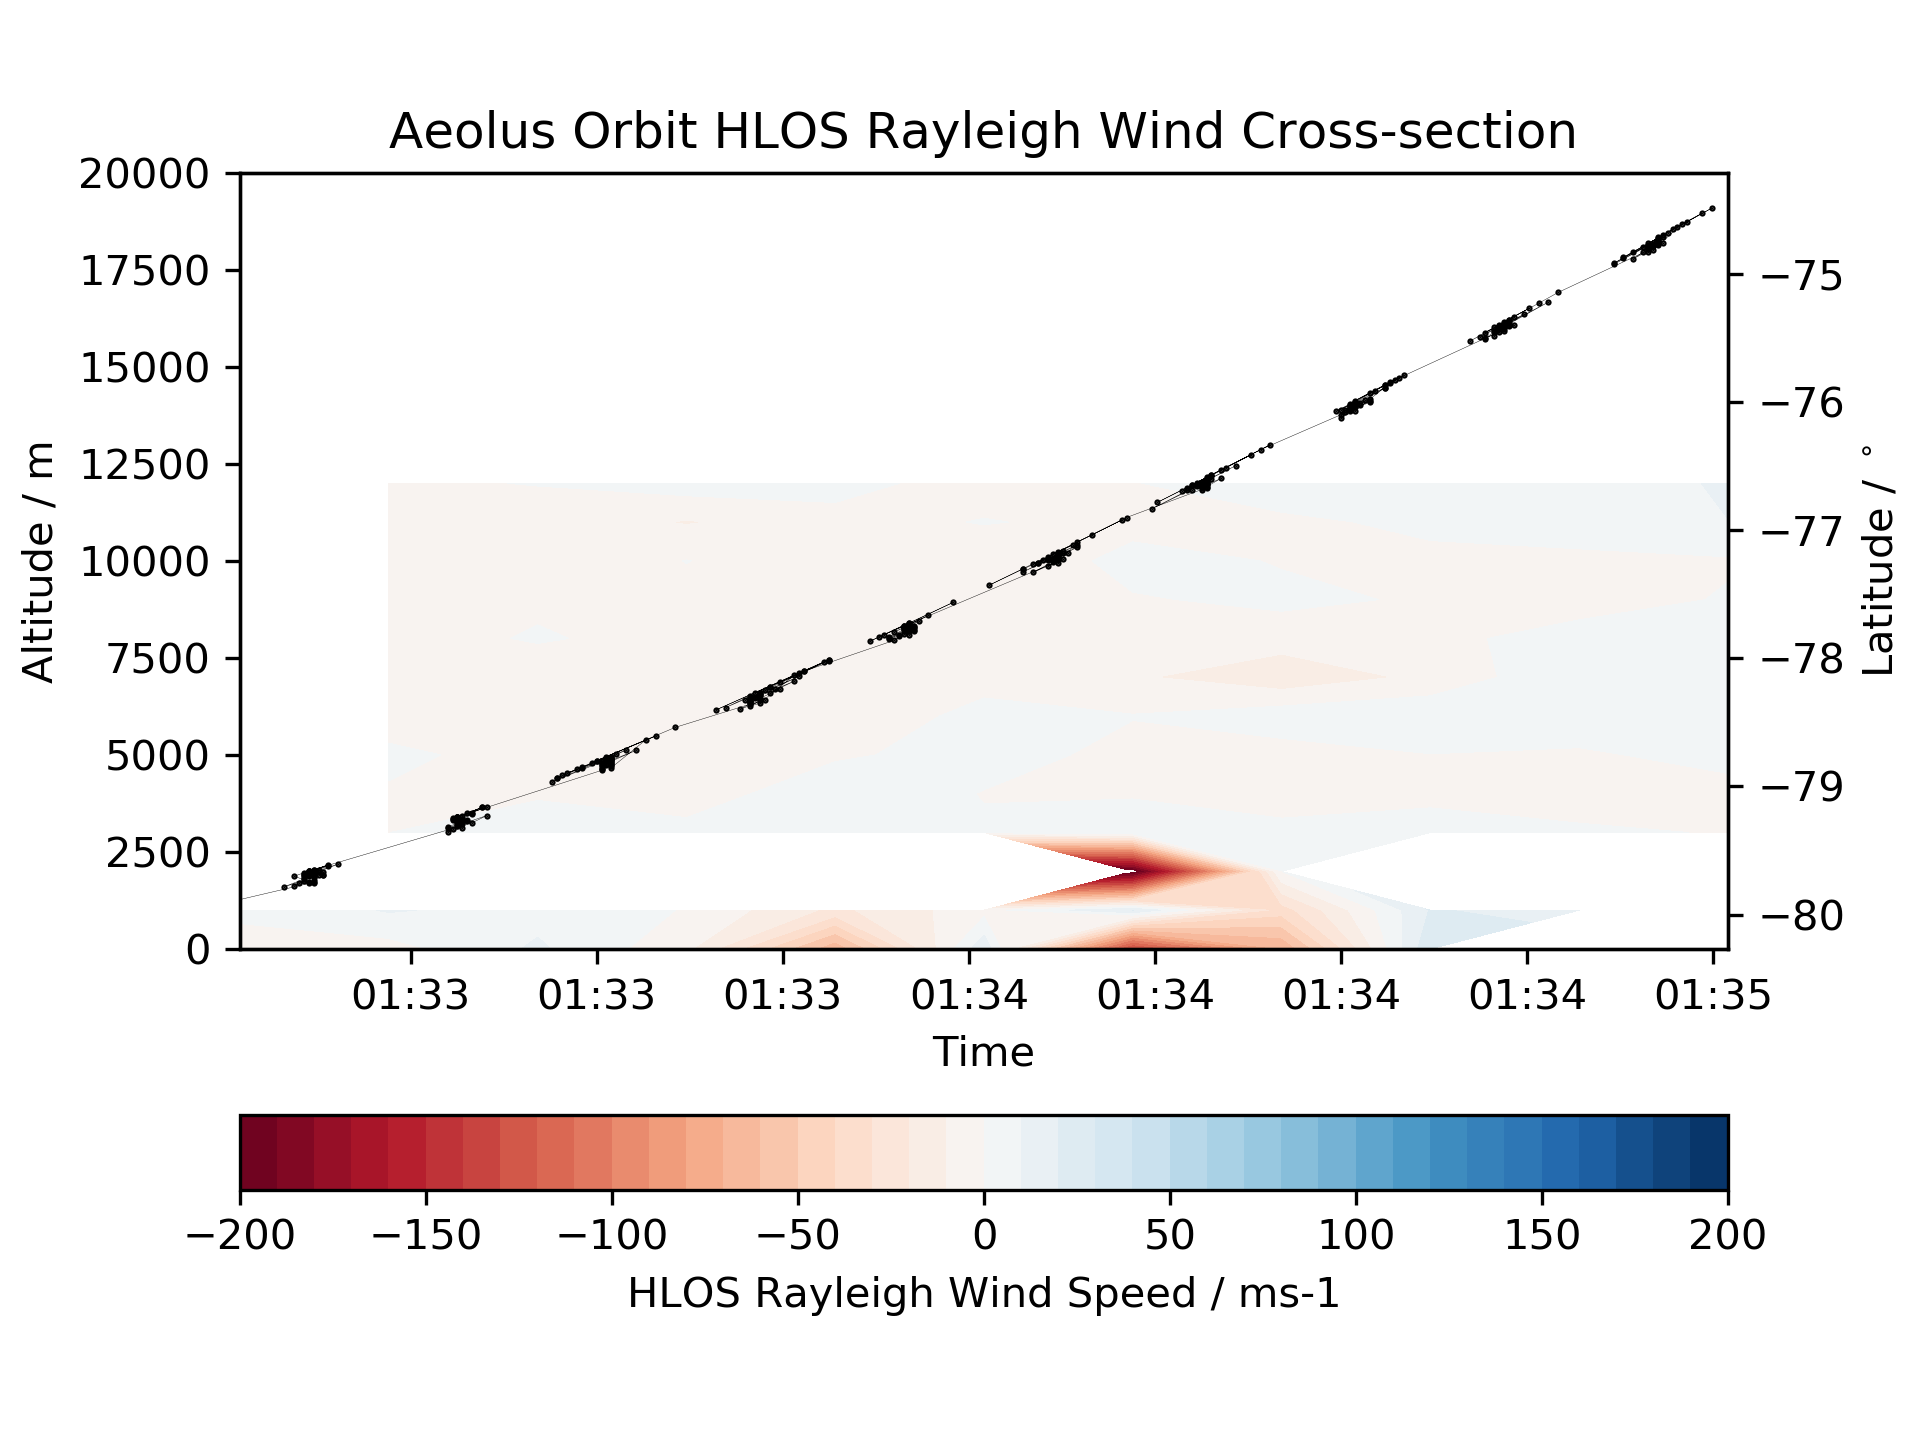 Aeolus Orbit HLOS Rayleigh Wind Cross-section
20000
17500
15000
12500
10000
7500
5000
2500
0
Altitude / m
−75
−76
−77
−78
−79
−80
Latitude / °
01:33 01:33 01:33 01:34 01:34 01:34 01:34 01:35
Time
−200 −150 −100 −50 0 50 100 150 200
HLOS Rayleigh Wind Speed / ms-1